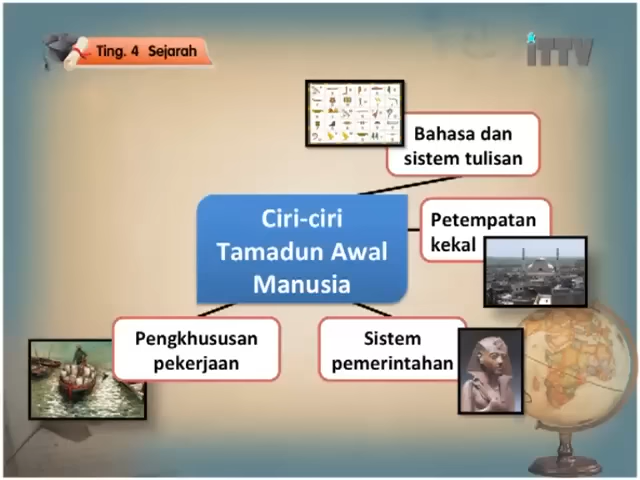 Ting. 4 Sejarah
iTTV
Bahasa dan
sistem tulisan
Ciri-ciri
Tamadun Awal
Manusia
Petempatan
kekal
Pengkhususan
pekerjaan
Sistem
pemerintahan